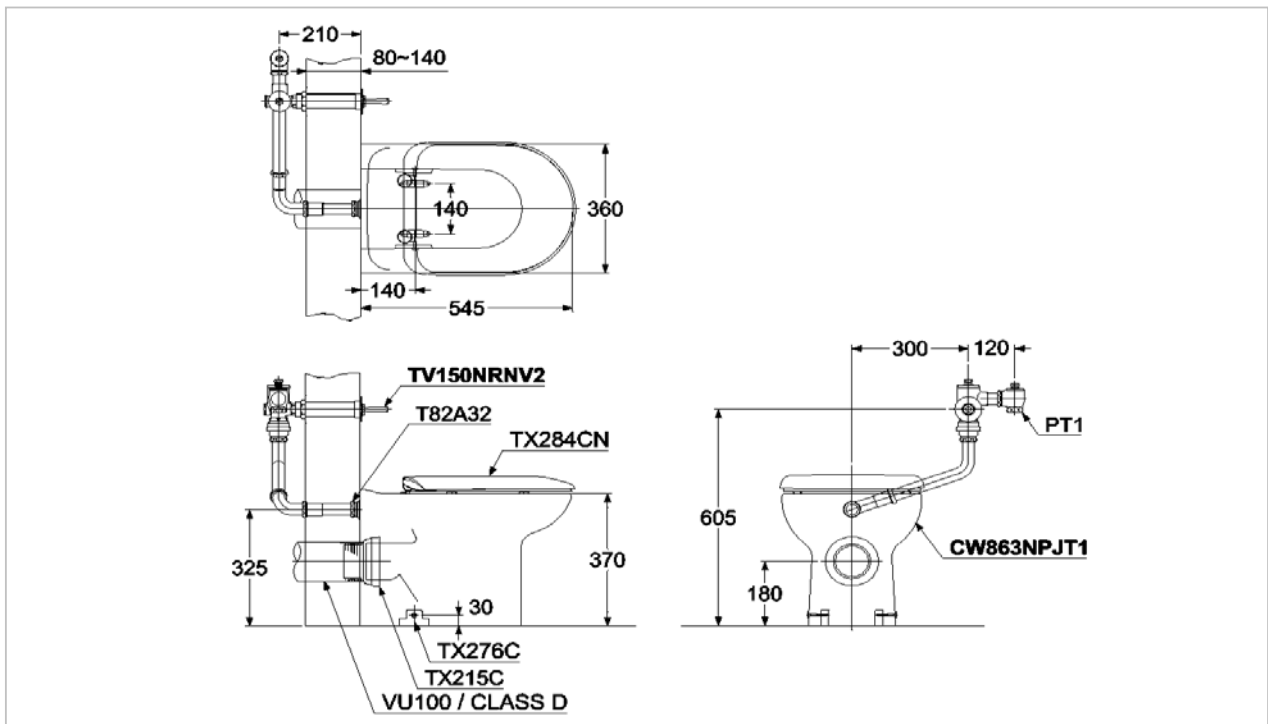 210
80~140
140
360
140
545
TV150NRNV2
T82A32
TX284CN
325
370
30
TX276C
TX215C
VU100 / CLASS D
300
120
PT1
605
CW863NPJT1
180